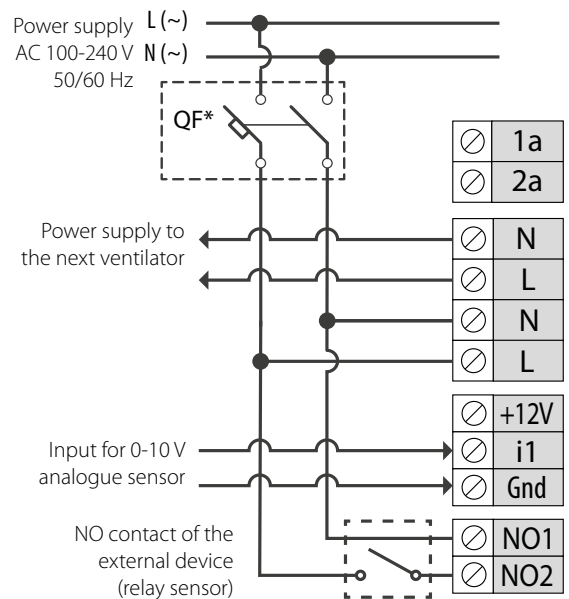 Power supply L (~)
AC 100-240 V N (~)
50/60 Hz
QF*
1a
2a
Power supply to
the next ventilator
N
L
N
L
+12V
Input for 0-10 V
analogue sensor
i1
Gnd
NO contact of the
external device
(relay sensor)
NO1
NO2